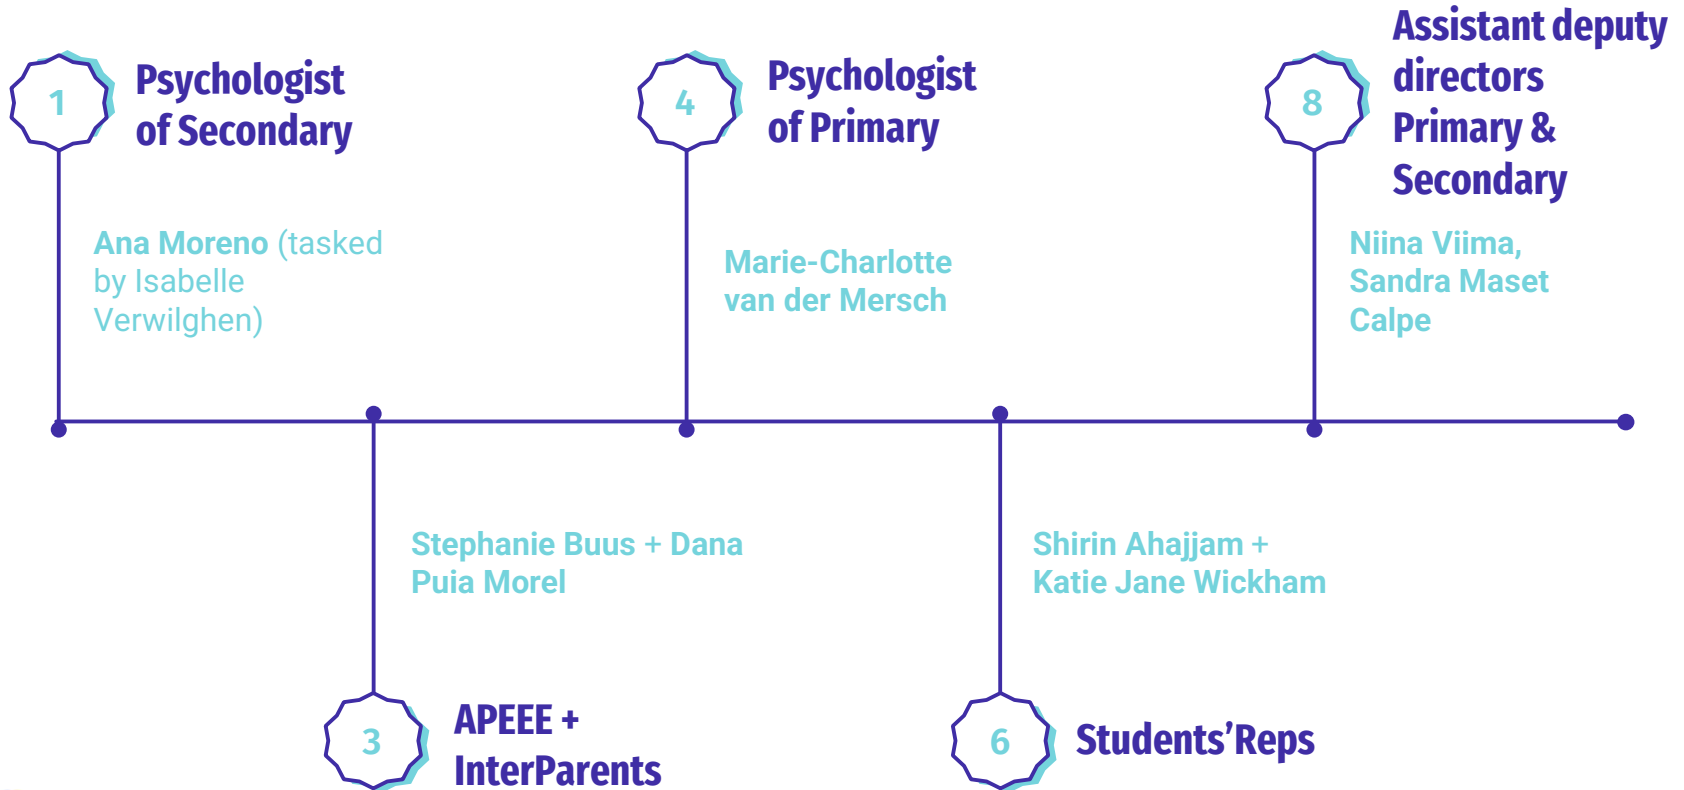 1
Psychologist
of Secondary
Ana Moreno (tasked
by Isabelle
Verwilghen)
3
APEEE +
InterParents
Stephanie Buus + Dana
Puia Morel
4
Psychologist
of Primary
Marie-Charlotte
van der Mersch
6
Students'Reps
Shirin Ahajjam +
Katie Jane Wickham
8
Assistant deputy
directors
Primary &
Secondary
Niina Viima,
Sandra Maset
Calpe